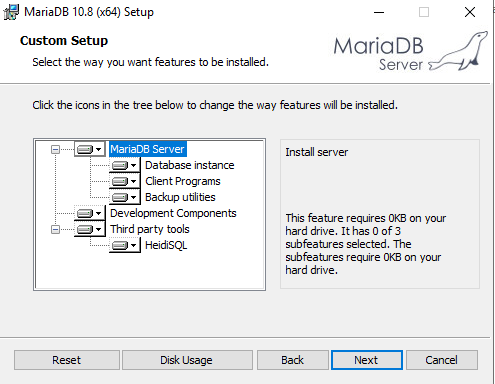 MariaDB 10.8 (x64) Setup
Custom Setup
Select the way you want features to be installed.
MariaDB
Server
Click the icons in the tree below to change the way features will be installed.
MariaDB Server
Database instance
Client Programs
Backup utilities
Development Components
Third party tools
HeidiSQL
Install server
This feature requires 0KB on your
hard drive. It has 0 of 3
subfeatures selected. The
subfeatures require 0KB on your
hard drive.
Reset
Disk Usage
Back
Next
Cancel